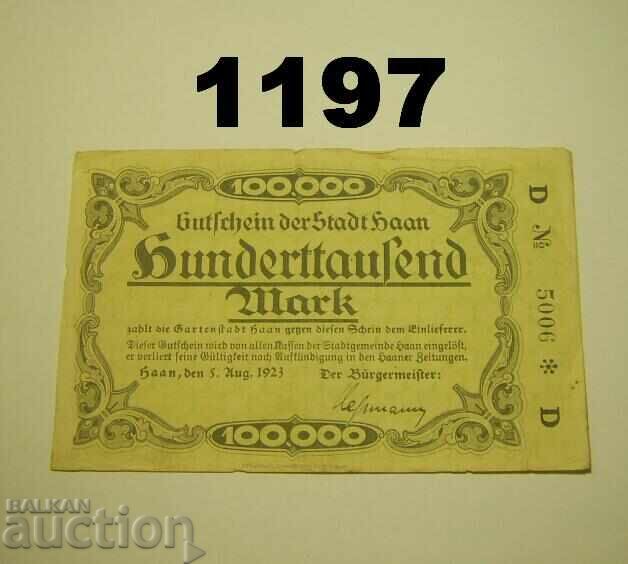 1197
100.000
Gutschein der Stadt Haan
Hunderttausend
Mark
zahlt die Gartenstadt Haan gegen diesen Schein dem Einlieferer.
Dieser Gutschein wird von allen Kassen der Stadtgemeinde Haan eingelöst,
er verliert seine Gültigkeit nach Aufkündigung in den Haaner Zeitungen.
Haan, den 5. Aug. 1923 Der Bürgermeister:
100.000
D № 5006 * D
BALKAN
auction